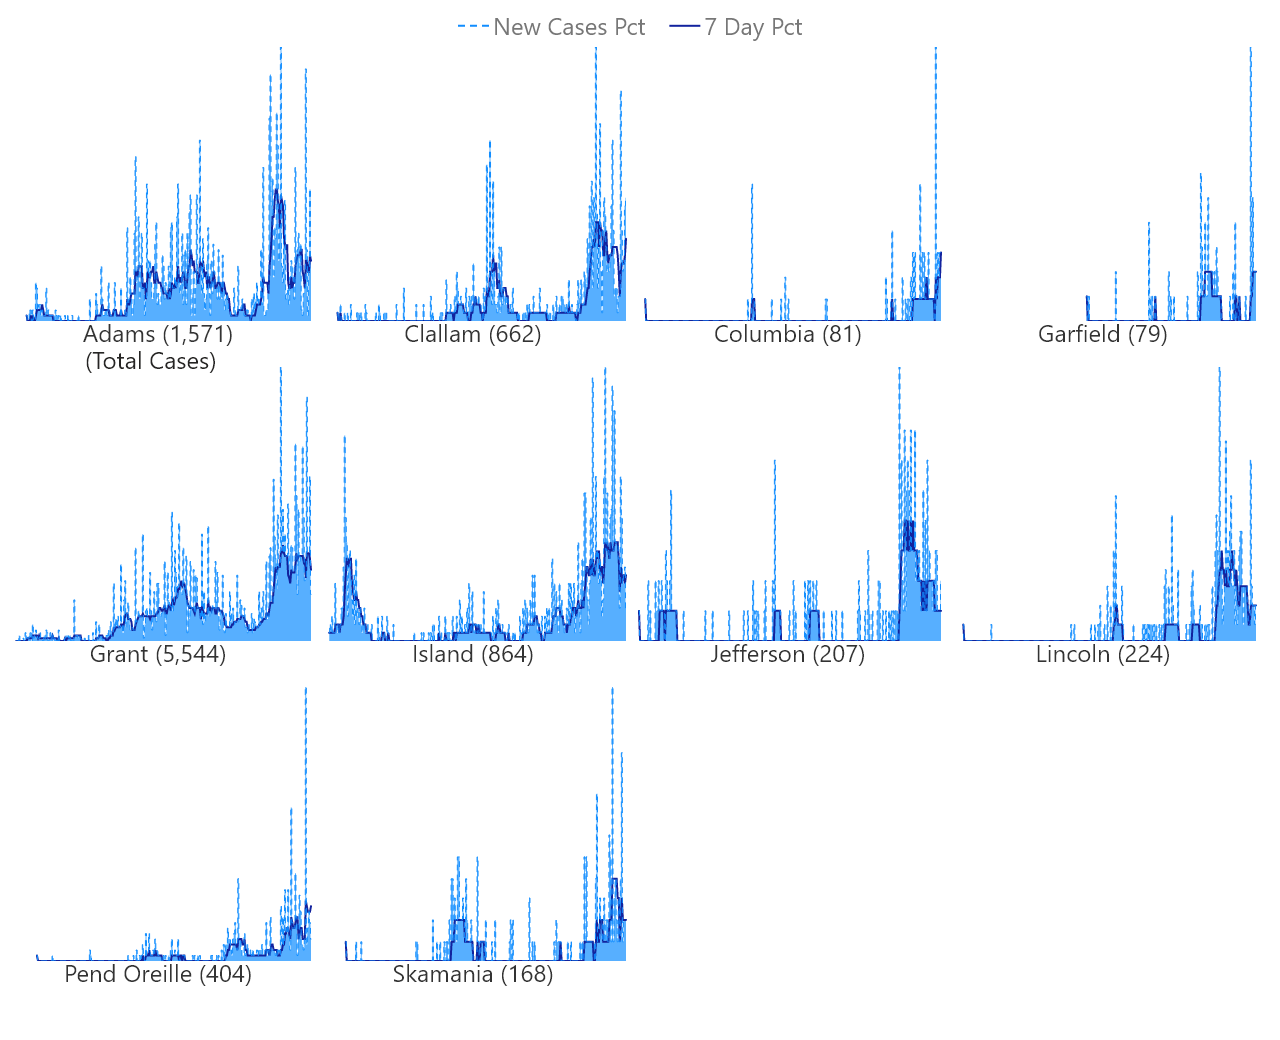 New Cases Pct 7 Day Pct
Adams (1,571) Clallam (662) Columbia (81) Garfield (79)
(Total Cases)
Grant (5,544) Island (864) Jefferson (207) Lincoln (224)
Pend Oreille (404) Skamania (168)